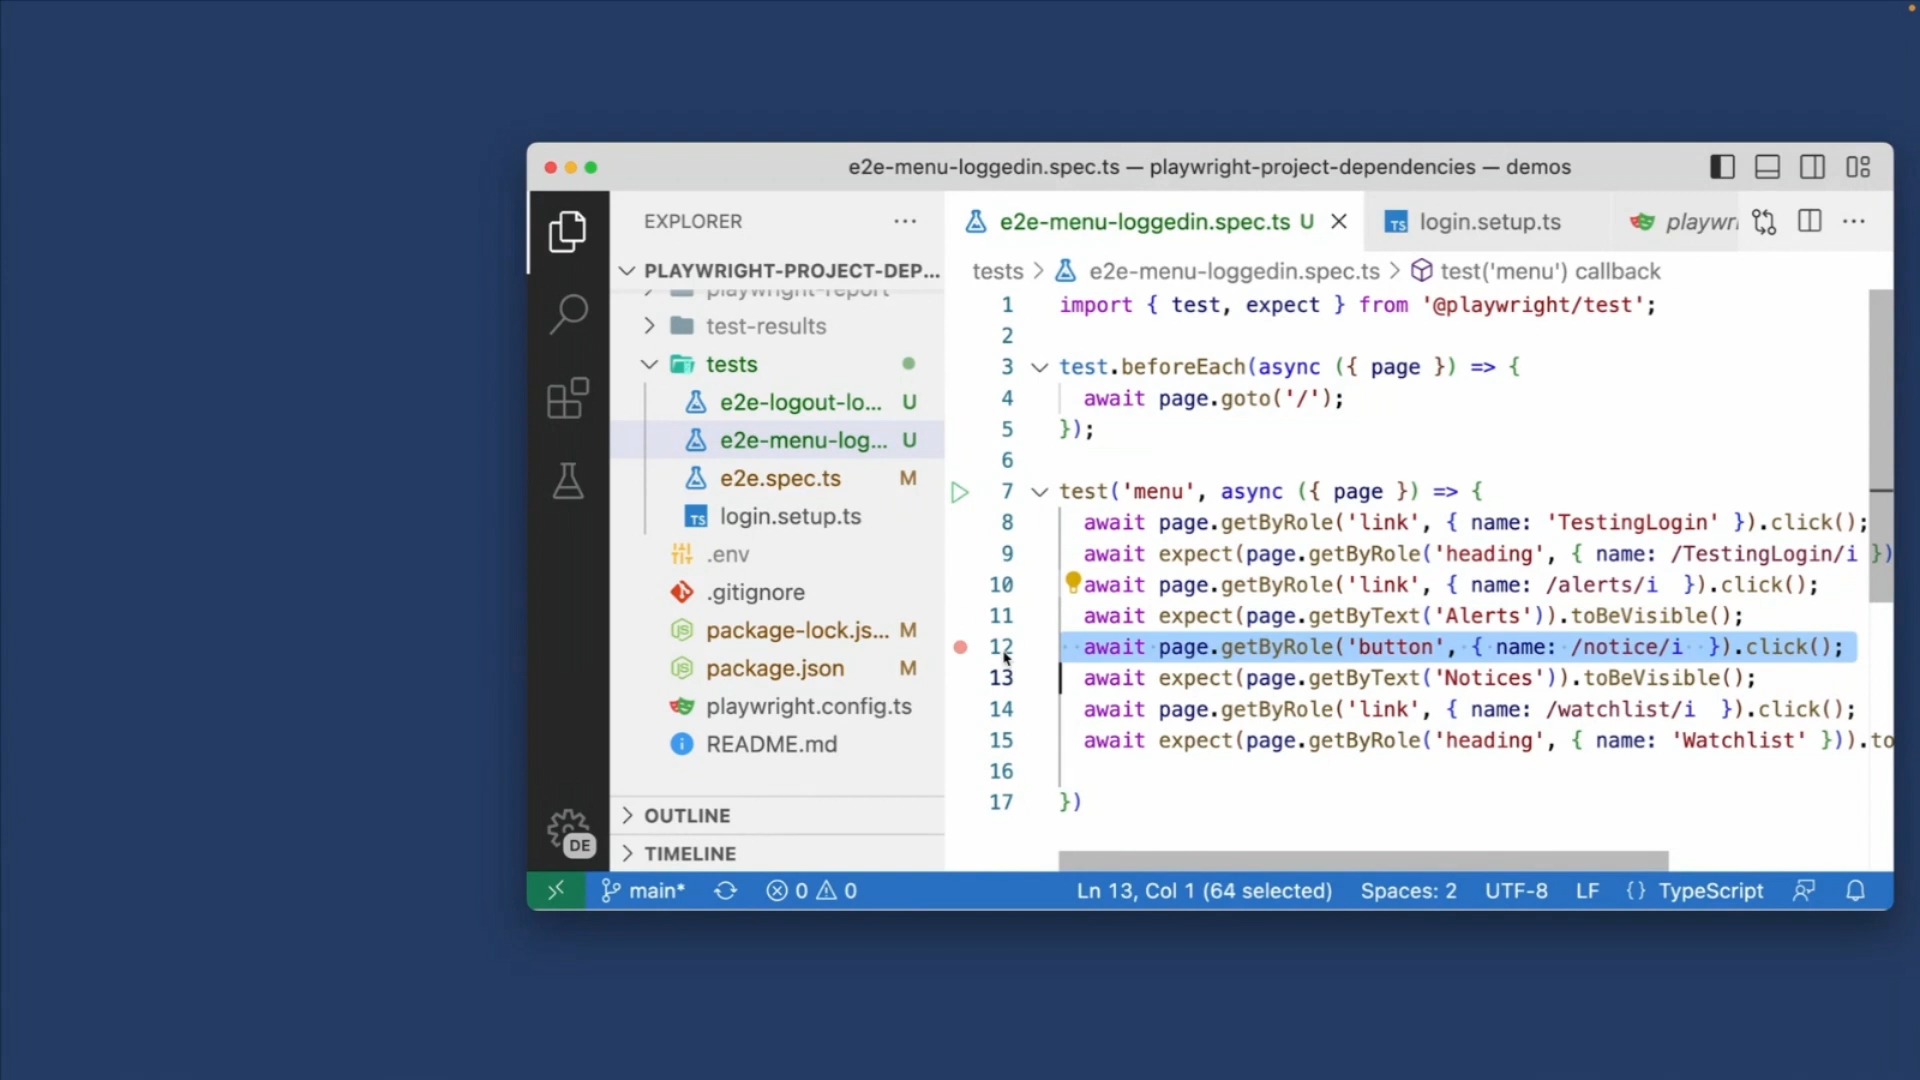 e2e-menu-loggedin.spec.ts — playwright-project-dependencies — demos
EXPLORER
PLAYWRIGHT-PROJECT-DEP...
playwright-report
test-results
tests
e2e-logout-lo... U
e2e-menu-log... U
e2e.spec.ts M
login.setup.ts
.env
.gitignore
package-lock.js... M
package.json M
playwright.config.ts
README.md
OUTLINE
TIMELINE
DE
e2e-menu-loggedin.spec.ts U
TS login.setup.ts
playwr
tests > e2e-menu-loggedin.spec.ts > test('menu') callback
1 import { test, expect } from '@playwright/test';
2
3 test.beforeEach(async ({ page }) => {
4 await page.goto('/');
5 });
6
7 test('menu', async ({ page }) => {
8 await page.getByRole('link', { name: 'TestingLogin' }).click();
9 await expect(page.getByRole('heading', { name: /TestingLogin/i })
10 await page.getByRole('link', { name: /alerts/i  }).click();
11 await expect(page.getByText('Alerts')).toBeVisible();
12 await page.getByRole('button', { name: /notice/i  }).click();
13 await expect(page.getByText('Notices')).toBeVisible();
14 await page.getByRole('link', { name: /watchlist/i  }).click();
15 await expect(page.getByRole('heading', { name: 'Watchlist' })).to
16
17 })
main* 0 0 Ln 13, Col 1 (64 selected) Spaces: 2 UTF-8 LF {} TypeScript